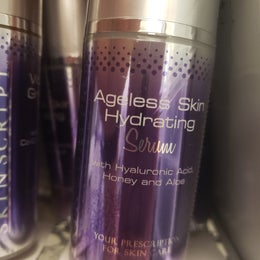 Ageless Skin
Hydrating
Serum
with Hyaluronic Acid,
Honey and Aloe
YOUR PRESCRIPTION
FOR SKIN CARE
SKINSCRIPT